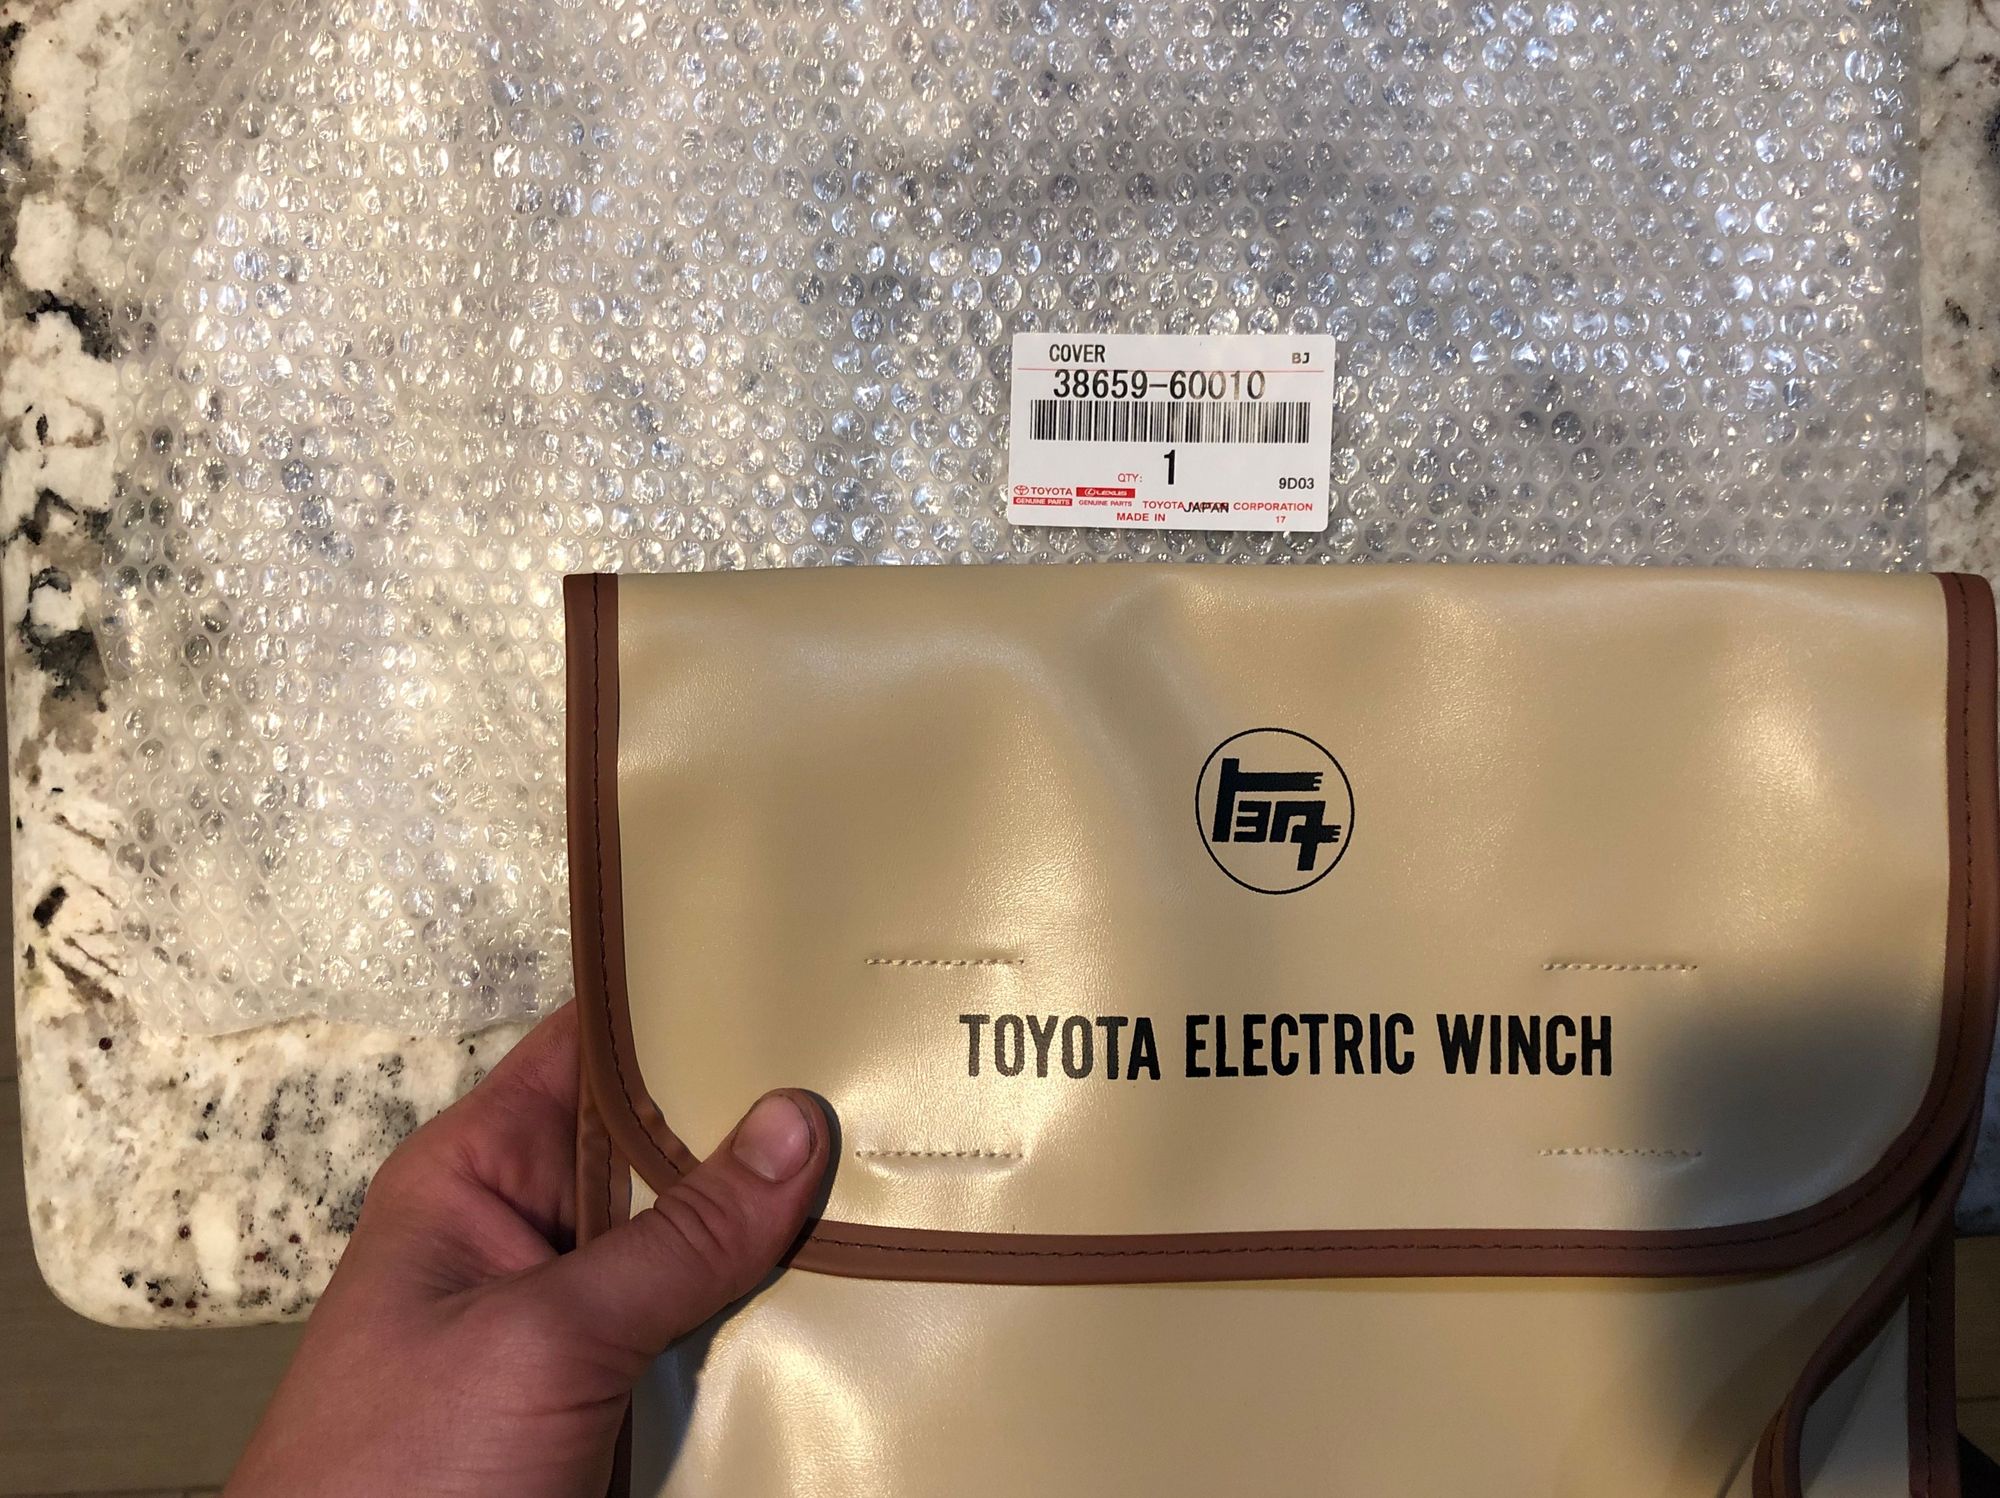 COVER BJ
38659-60010
QTY: 1 9D03
TOYOTA LEXUS
GENUINE PARTS GENUINE PARTS TOYOTA MOTOR CORPORATION
MADE IN JAPAN 17
トヨタ
TOYOTA ELECTRIC WINCH